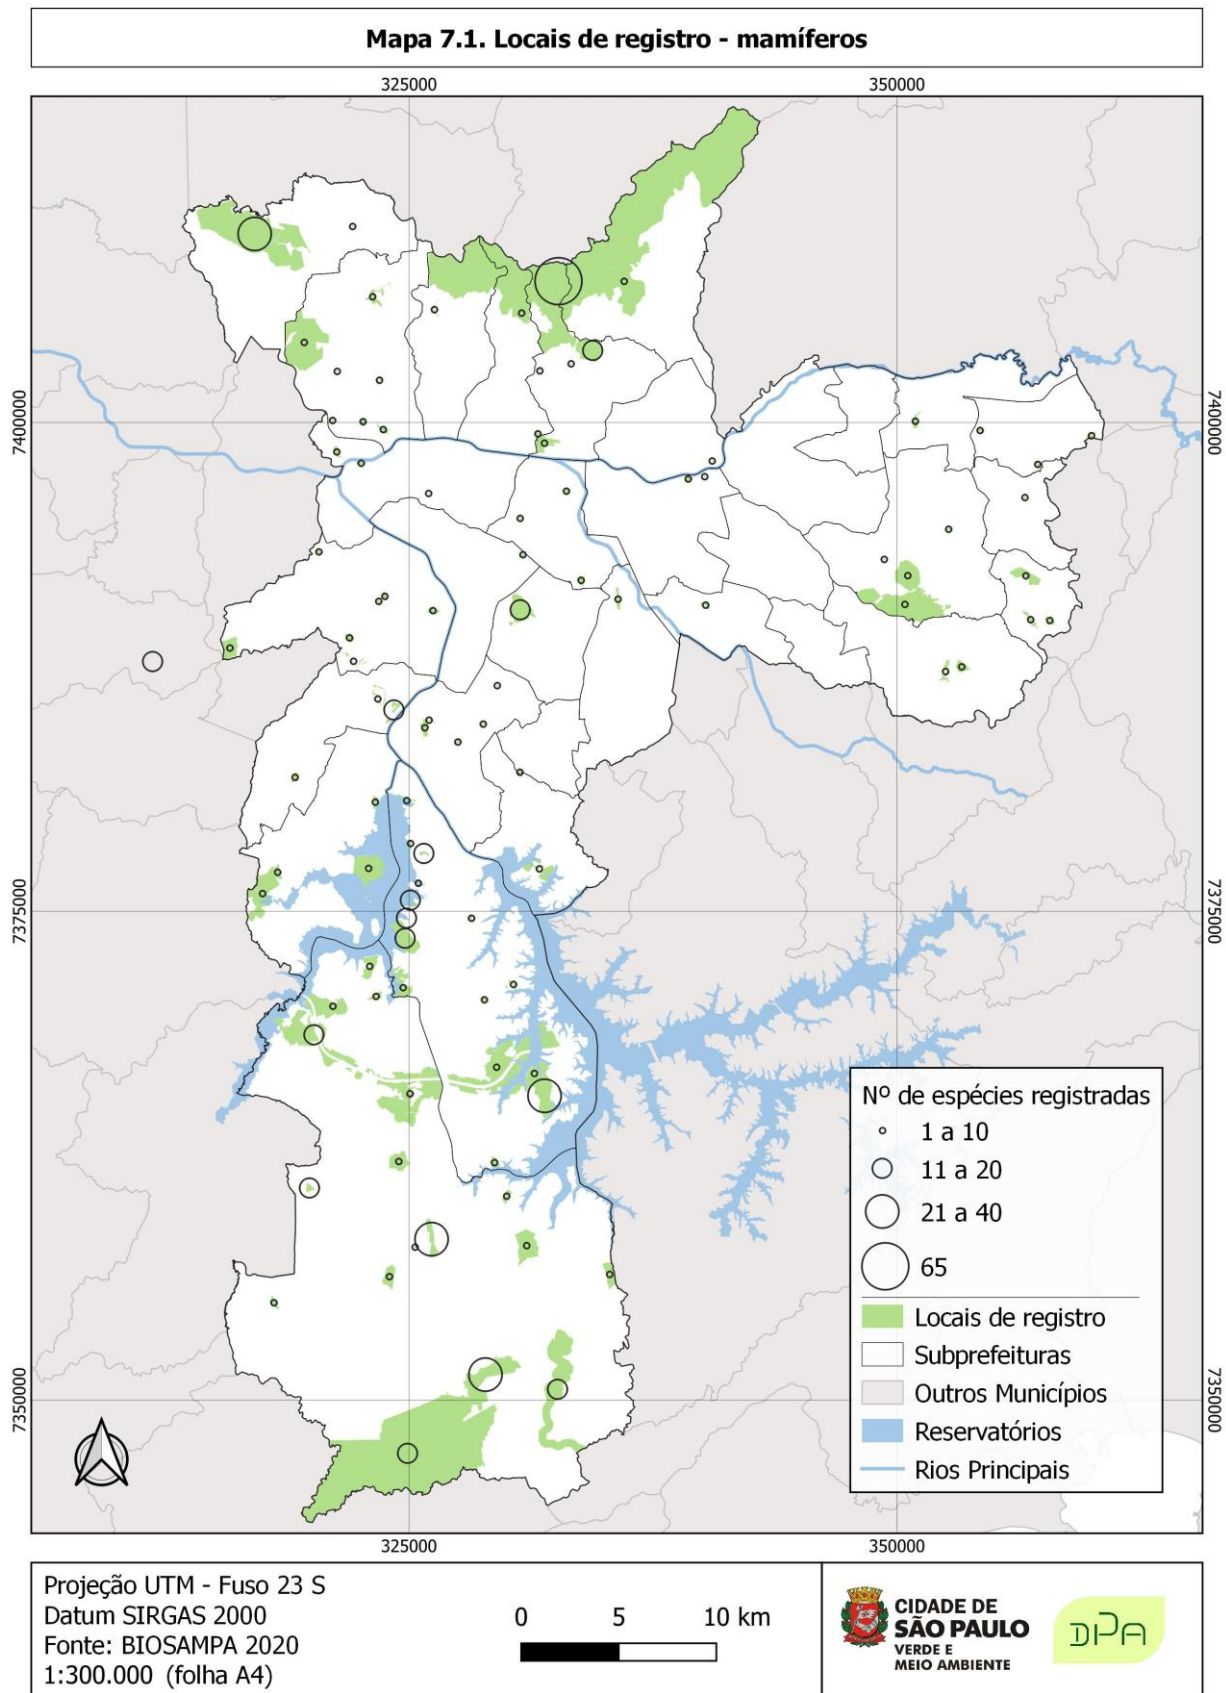 Mapa 7.1. Locais de registro - mamíferos
325000
350000
7400000
7400000
7375000
7375000
7350000
7350000
Nº de espécies registradas
1 a 10
11 a 20
21 a 40
65
Locais de registro
Subprefeituras
Outros Municípios
Reservatórios
Rios Principais
325000
350000
Projeção UTM - Fuso 23 S
Datum SIRGAS 2000
Fonte: BIOSAMPA 2020
1:300.000 (folha A4)
0 5 10 km
CIDADE DE
SÃO PAULO
VERDE E
MEIO AMBIENTE
DPA